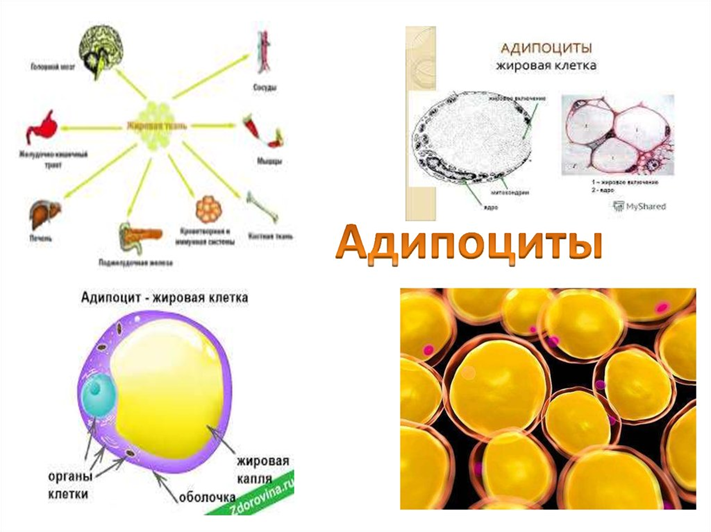 Головной мозг
Сосуды
Жировая ткань
Желудочно-кишечный
тракт
Мышцы
Печень
Кроветворная и
иммунная системы
Костная ткань
Поджелудочная железа
АДИПОЦИТЫ
жировая клетка
жировое включение
митохондрии
ядро
1 – жировое включение
2 - ядро
MyShared
Адипоциты
Адипоцит - жировая клетка
жировая
капля
органы
клетки
оболочка
Zdorovina.ru